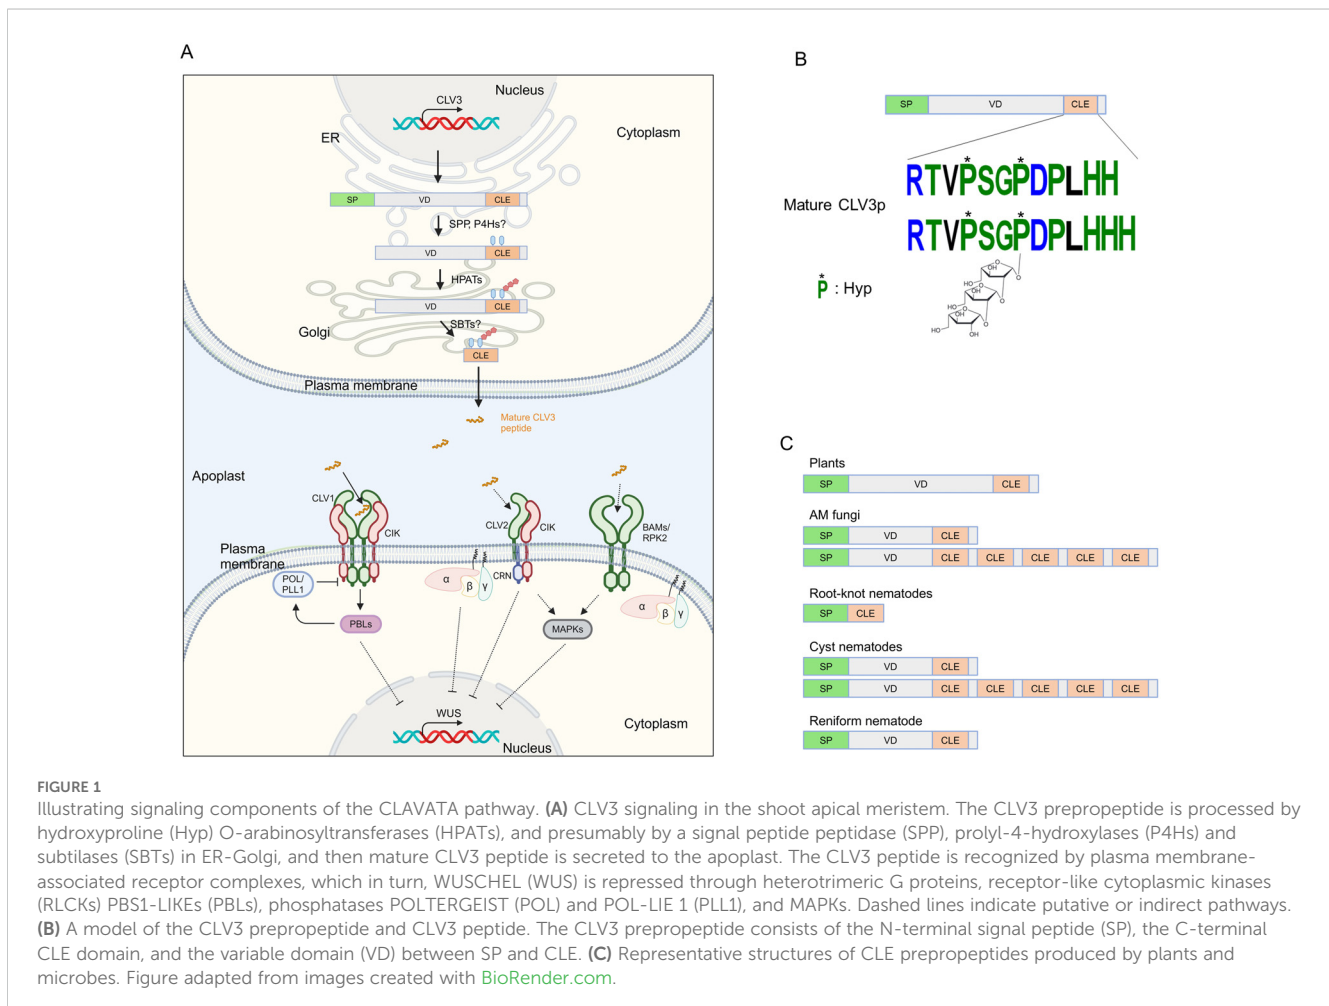 A
Nucleus
CLV3
ER
Cytoplasm
SP VD CLE
SPP, P4Hs?
VD CLE
HPATs
VD CLE
SBTs?
Golgi
CLE
Plasma membrane
Mature CLV3
peptide
Apoplast
CLV1
CIK
CLV2
CIK
BAMs/
RPK2
Plasma
membrane
POL/
PLL1
CRN
α β γ
α β γ
PBLs
MAPKs
WUS
Nucleus
Cytoplasm
B
SP VD CLE
* *
RTVPSGPDPLHH
Mature CLV3p
* *
RTVPSGPDPLHHH
*
P : Hyp
OH
O
HO
O
OH
O
HO
O
OH
O
HO
OH
C
Plants
SP VD CLE
AM fungi
SP VD CLE
SP VD CLE CLE CLE CLE CLE
Root-knot nematodes
SP CLE
Cyst nematodes
SP VD CLE
SP VD CLE CLE CLE CLE CLE
Reniform nematode
SP VD CLE
FIGURE 1
Illustrating signaling components of the CLAVATA pathway. (A) CLV3 signaling in the shoot apical meristem. The CLV3 prepropeptide is processed by
hydroxyproline (Hyp) O-arabinosyltransferases (HPATs), and presumably by a signal peptide peptidase (SPP), prolyl-4-hydroxylases (P4Hs) and
subtilases (SBTs) in ER-Golgi, and then mature CLV3 peptide is secreted to the apoplast. The CLV3 peptide is recognized by plasma membrane-
associated receptor complexes, which in turn, WUSCHEL (WUS) is repressed through heterotrimeric G proteins, receptor-like cytoplasmic kinases
(RLCKs) PBS1-LIKEs (PBLs), phosphatases POLTERGEIST (POL) and POL-LIE 1 (PLL1), and MAPKs. Dashed lines indicate putative or indirect pathways.
(B) A model of the CLV3 prepropeptide and CLV3 peptide. The CLV3 prepropeptide consists of the N-terminal signal peptide (SP), the C-terminal
CLE domain, and the variable domain (VD) between SP and CLE. (C) Representative structures of CLE prepropeptides produced by plants and
microbes. Figure adapted from images created with BioRender.com.